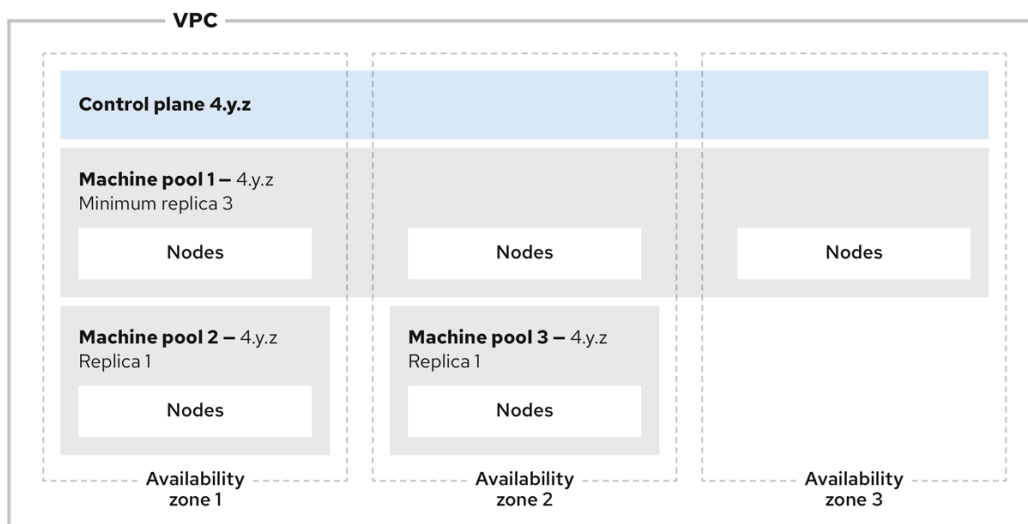 VPC
Control plane 4.y.z
Machine pool 1 – 4.y.z
Minimum replica 3
Nodes
Nodes
Nodes
Machine pool 2 – 4.y.z
Replica 1
Nodes
Machine pool 3 – 4.y.z
Replica 1
Nodes
Availability
zone 1
Availability
zone 2
Availability
zone 3